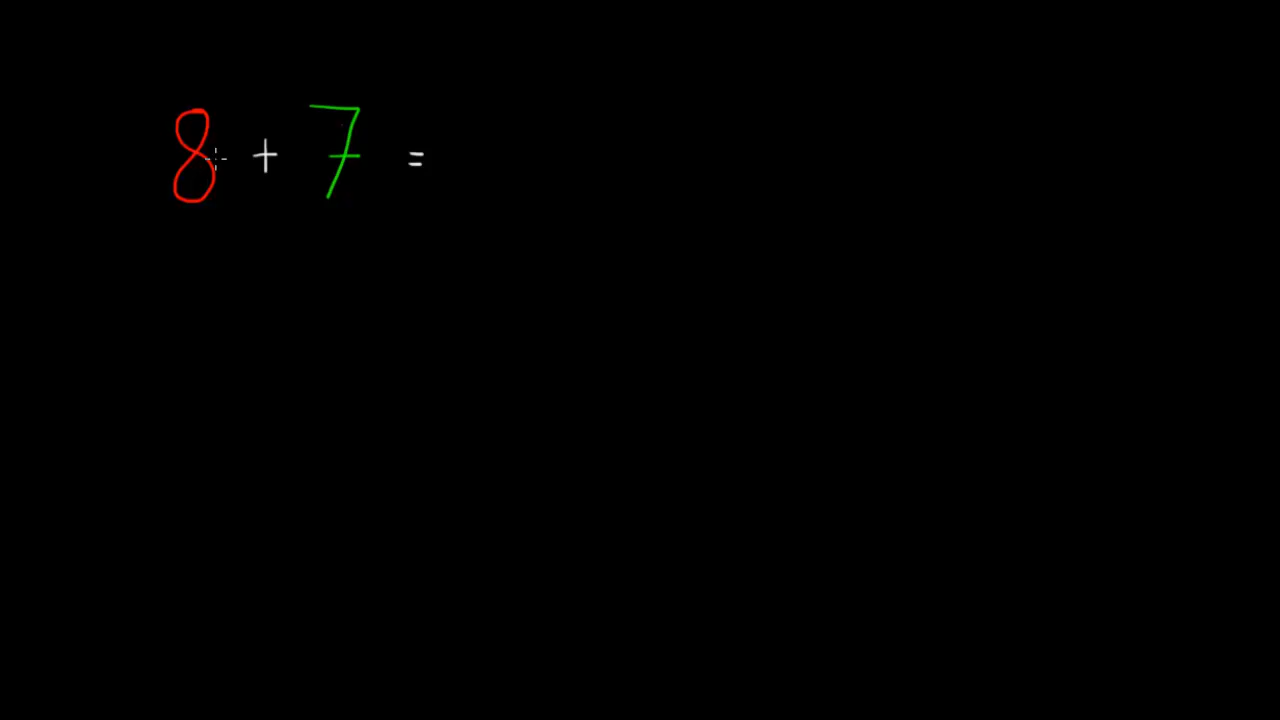 8 + 7 =